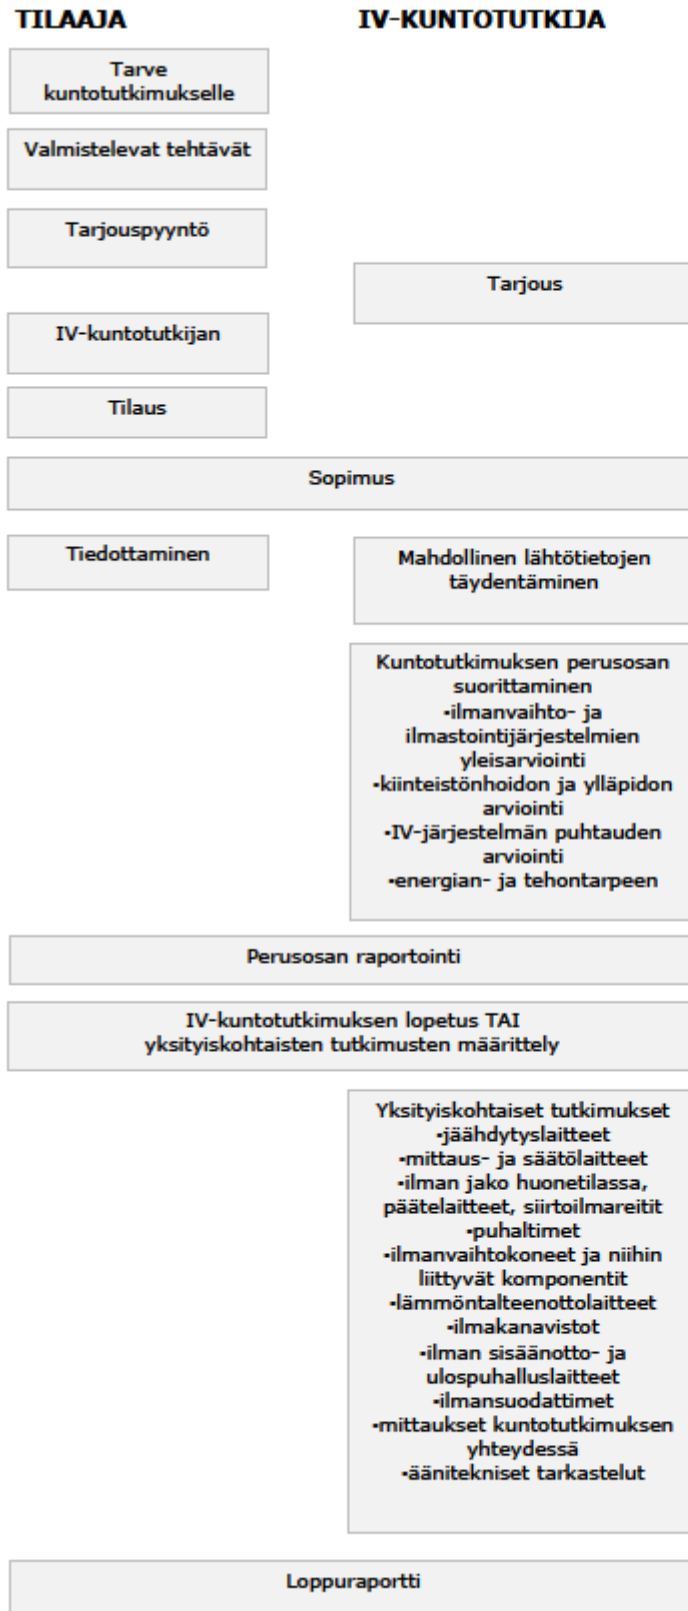 TILAAJA
IV-KUNTOTUTKIJA
Tarve
kuntotutkimukselle
Valmistelevat tehtävät
Tarjouspyyntö
Tarjous
IV-kuntotutkijan
Tilaus
Sopimus
Tiedottaminen
Mahdollinen lähtötietojen
täydentäminen
Kuntotutkimuksen perusosan
suorittaminen
•ilmanvaihto- ja
ilmastointijärjestelmien
yleisarviointi
•kiinteistönhoidon ja ylläpidon
arviointi
•IV-järjestelmän puhtauden
arviointi
•energian- ja tehontarpeen
Perusosan raportointi
IV-kuntotutkimuksen lopetus TAI
yksityiskohtaisten tutkimusten määrittely
Yksityiskohtaiset tutkimukset
•jäähdytyslaitteet
•mittaus- ja säätölaitteet
•ilman jako huonetilassa,
päätelaitteet, siirtoilmareitit
•puhaltimet
•ilmanvaihtokoneet ja niihin
liittyvät komponentit
•lämmöntalteenottolaitteet
•ilmakanavistot
•ilman sisäänotto- ja
ulospuhalluslaitteet
•ilmansuodattimet
•mittaukset kuntotutkimuksen
yhteydessä
•äänitekniset tarkastelut
Loppuraportti